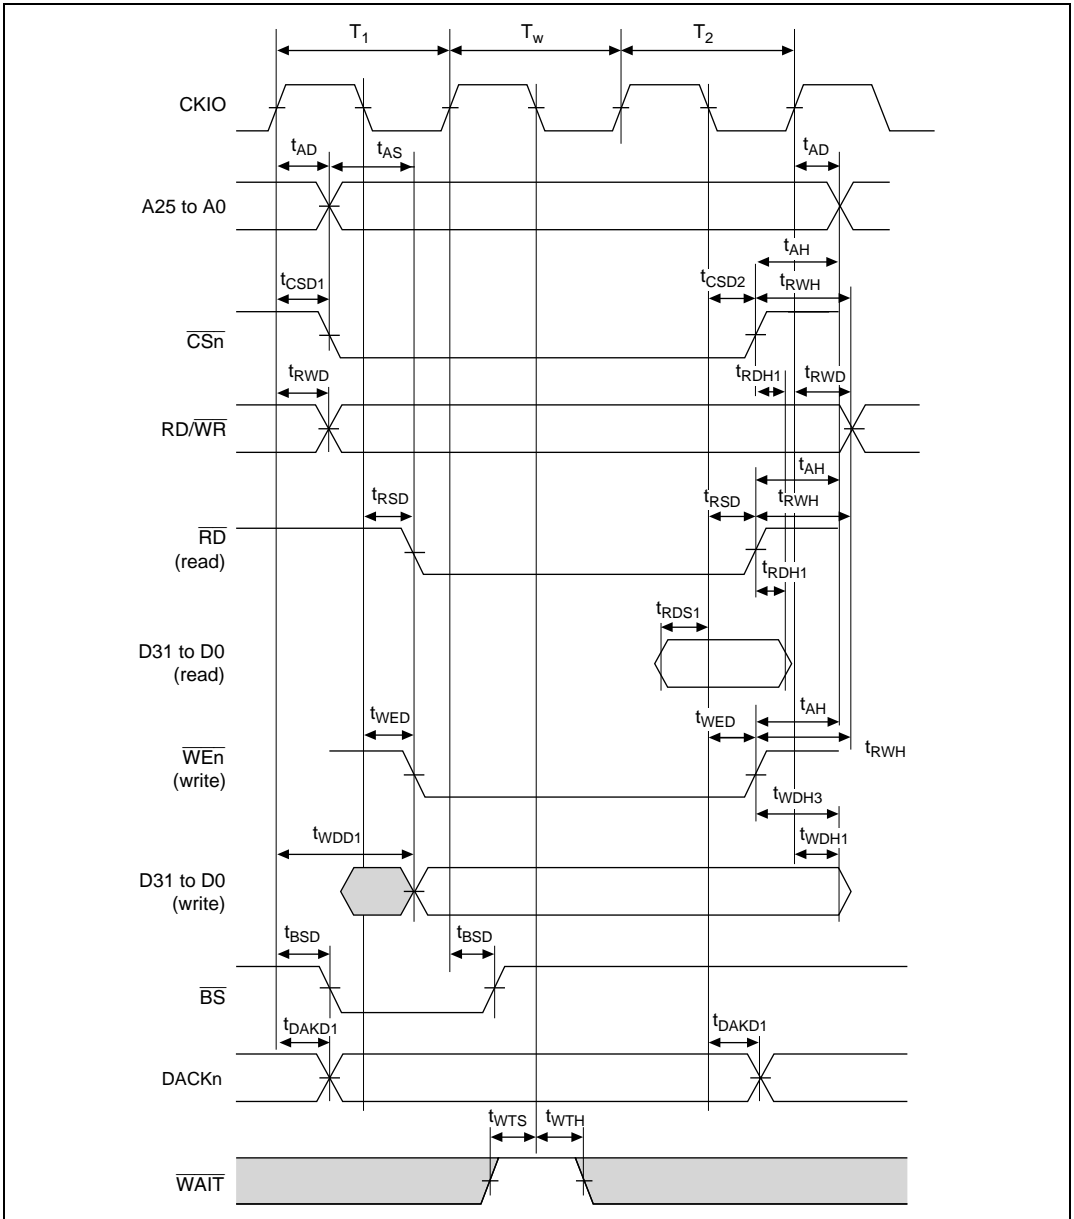 T1 Tw T2
CKIO
tAD tAS tAD
A25 to A0
tAH
tCSD1 tCSD2 tRWH
CSn
tRWD tRDH1 tRWD
RD/WR
tAH
tRSD tRSD tRWH
RD
(read)
tRDH1
tRDS1
D31 to D0
(read)
tAH
tWED tWED
tRWH
WEn
(write)
tWDH3
tWDD1 tWDH1
D31 to D0
(write)
tBSD tBSD
BS
tDAKD1 tDAKD1
DACKn
tWTS tWTH
WAIT